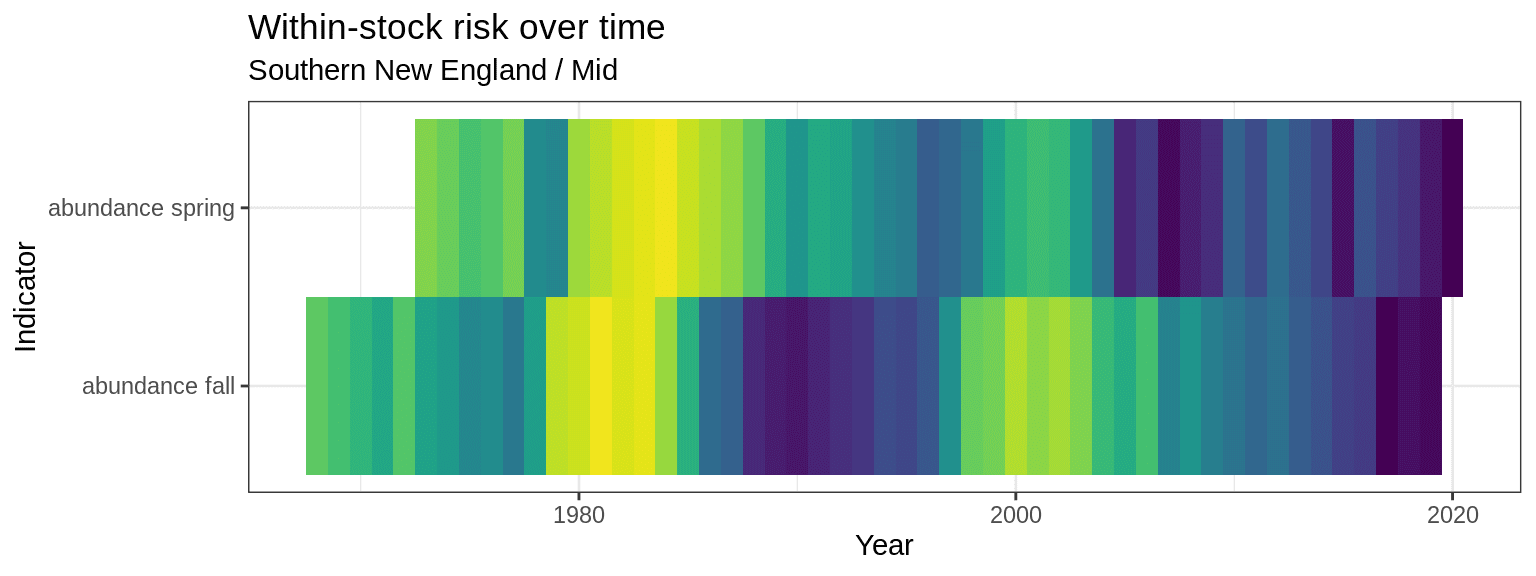 Within-stock risk over time
Southern New England / Mid
Indicator
abundance spring
abundance fall
1980
2000
2020
Year